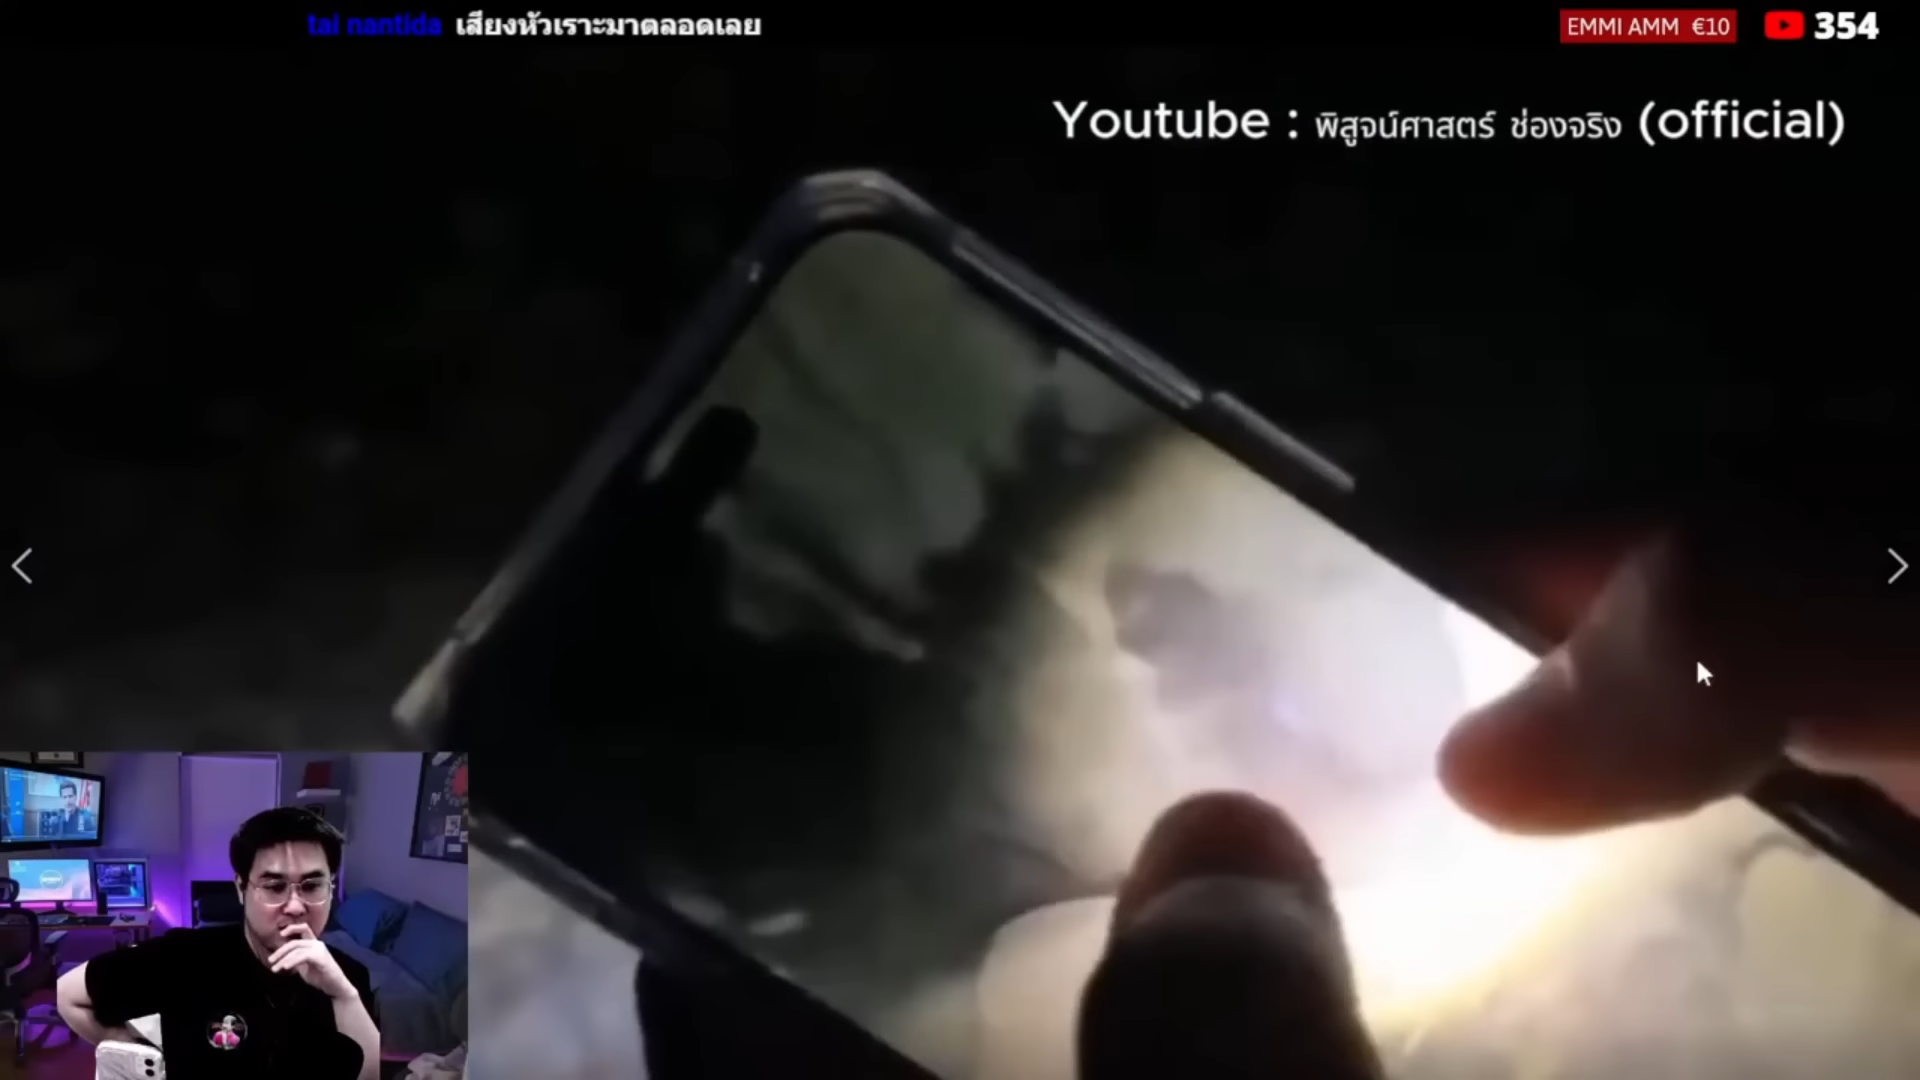 tai nantida เสียงหัวเราะมาตลอดเลย
EMMI AMM €10
354
Youtube : พิสูจน์ศาสตร์ ช่องจริง (official)